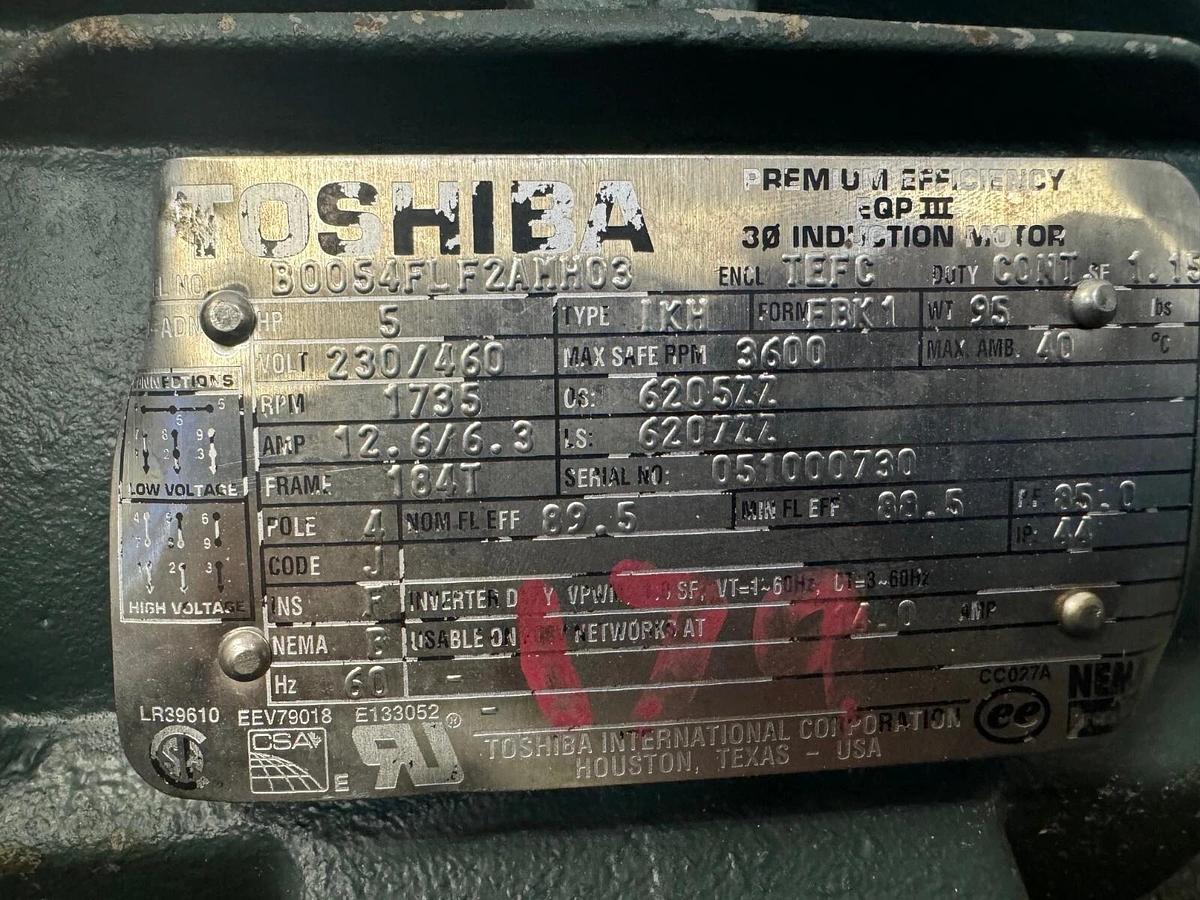 TOSHIBA
PREMIUM EFFICIENCY
EQP III
3Ø INDUCTION MOTOR
L NO. B0054FLF2AMH03 ENCL TEFC DUTY CONT SF 1.15
HP 5 TYPE IKH FORM FBK1 WT 95 lbs
VOLT 230/460 MAX SAFE RPM 3600 MAX. AMB. 40 °C
RPM 1735 OS: 6205ZZ
AMP 12.6/6.3 LS: 6207ZZ
FRAME 184T SERIAL NO: 051000730
POLE 4 NOM FL EFF 89.5 MIN FL EFF 88.5 PF 85.0
IP: 44
CODE J
INS F INVERTER SF, VT=1~60Hz, CT=3~60Hz
NEMA B USABLE ON NETWORKS AT AMP
Hz 60 -
-
LOW VOLTAGE
HIGH VOLTAGE
LR39610 EEV79018 E133052
CSA
E
CC027A
ee
NEM
TOSHIBA INTERNATIONAL CORPORATION
HOUSTON, TEXAS - USA